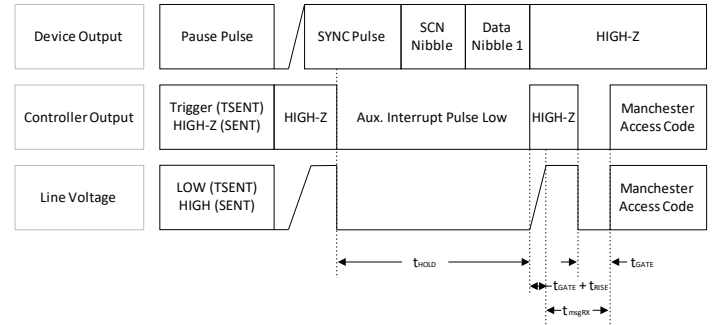 Device Output
Pause Pulse
SYNC Pulse
SCN
Nibble
Data
Nibble 1
HIGH-Z
Controller Output
Trigger (TSENT)
HIGH-Z (SENT)
HIGH-Z
Aux. Interrupt Pulse Low
HIGH-Z
Manchester
Access Code
Line Voltage
LOW (TSENT)
HIGH (SENT)
Manchester
Access Code
tHOLD
tGATE
tGATE + tRISE
tmsgRX